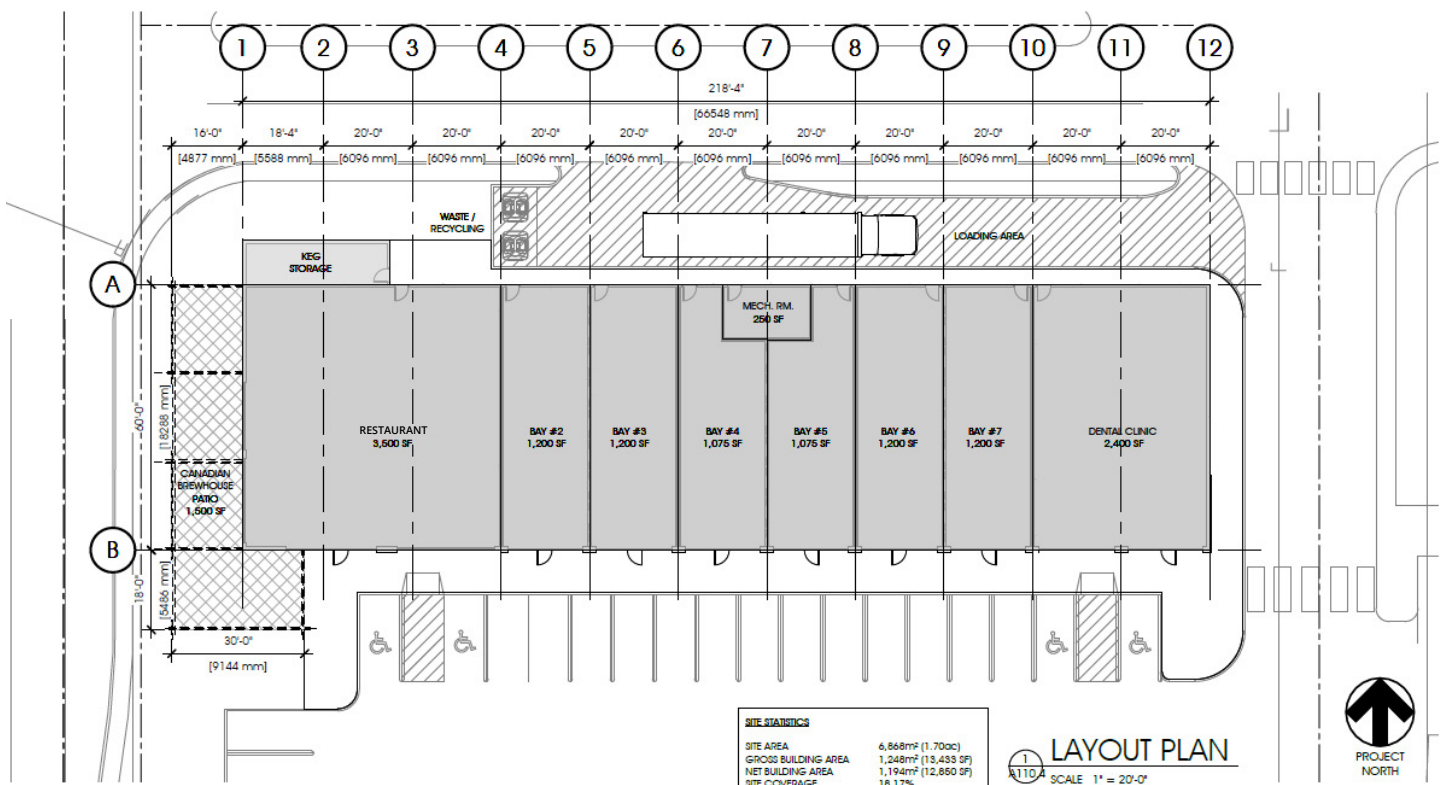 1 2 3 4 5 6 7 8 9 10 11 12
218'-4"
[66548 mm]
16'-0" 18'-4" 20'-0" 20'-0" 20'-0" 20'-0" 20'-0" 20'-0" 20'-0" 20'-0" 20'-0" 20'-0"
[4877 mm] [5588 mm] [6096 mm] [6096 mm] [6096 mm] [6096 mm] [6096 mm] [6096 mm] [6096 mm] [6096 mm] [6096 mm] [6096 mm]
WASTE /
RECYCLING
LOADING AREA
KEG
STORAGE
A
MECH. RM.
250 SF
60'-0"
[18288 mm]
RESTAURANT
3,500 SF
BAY #2
1,200 SF
BAY #3
1,200 SF
BAY #4
1,075 SF
BAY #5
1,075 SF
BAY #6
1,200 SF
BAY #7
1,200 SF
DENTAL CLINIC
2,400 SF
CANADIAN
BREWHOUSE
PATIO
1,500 SF
B
18'-0"
[5486 mm]
30'-0"
[9144 mm]
SITE STATISTICS
SITE AREA 6,868m² (1.70ac)
GROSS BUILDING AREA 1,248m² (13,433 SF)
NET BUILDING AREA 1,194m² (12,850 SF)
SITE COVERAGE 18.17%
1
A110.4
LAYOUT PLAN
SCALE 1" = 20'-0"
PROJECT
NORTH